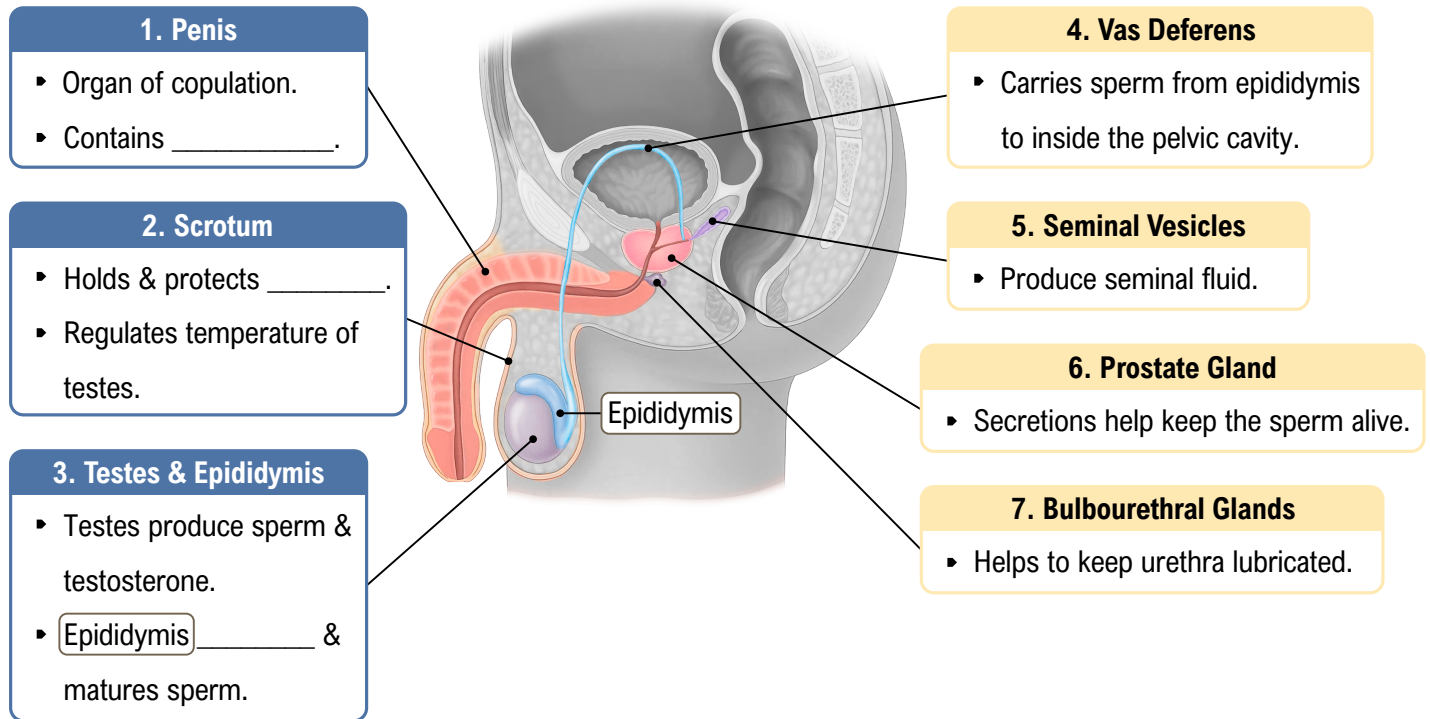 1. Penis
▪ Organ of copulation.
▪ Contains ___________.
2. Scrotum
▪ Holds & protects ________.
▪ Regulates temperature of
testes.
3. Testes & Epididymis
▪ Testes produce sperm &
testosterone.
▪ Epididymis ________ &
matures sperm.
Epididymis
4. Vas Deferens
▪ Carries sperm from epididymis
to inside the pelvic cavity.
5. Seminal Vesicles
▪ Produce seminal fluid.
6. Prostate Gland
▪ Secretions help keep the sperm alive.
7. Bulbourethral Glands
▪ Helps to keep urethra lubricated.